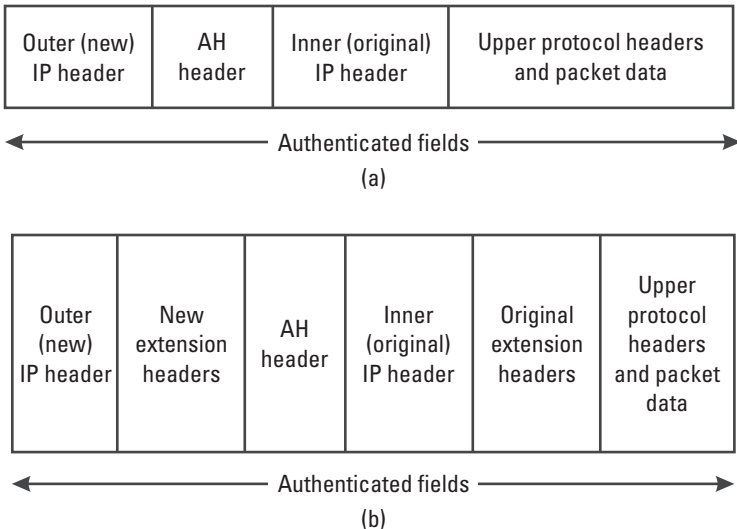 Outer (new)
IP header
AH
header
Inner (original)
IP header
Upper protocol headers
and packet data
Authenticated fields
(a)
Outer
(new)
IP header
New
extension
headers
AH
header
Inner
(original)
IP header
Original
extension
headers
Upper
protocol
headers
and packet
data
Authenticated fields
(b)